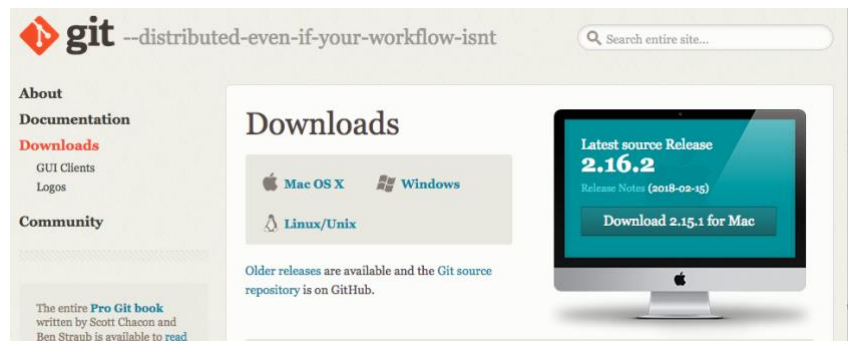 git --distributed-even-if-your-workflow-isnt
Search entire site...
About
Documentation
Downloads
GUI Clients
Logos
Community
The entire Pro Git book
written by Scott Chacon and
Ben Straub is available to read
Downloads
Mac OS X
Windows
Linux/Unix
Older releases are available and the Git source
repository is on GitHub.
Latest source Release
2.16.2
Release Notes (2018-02-15)
Download 2.15.1 for Mac